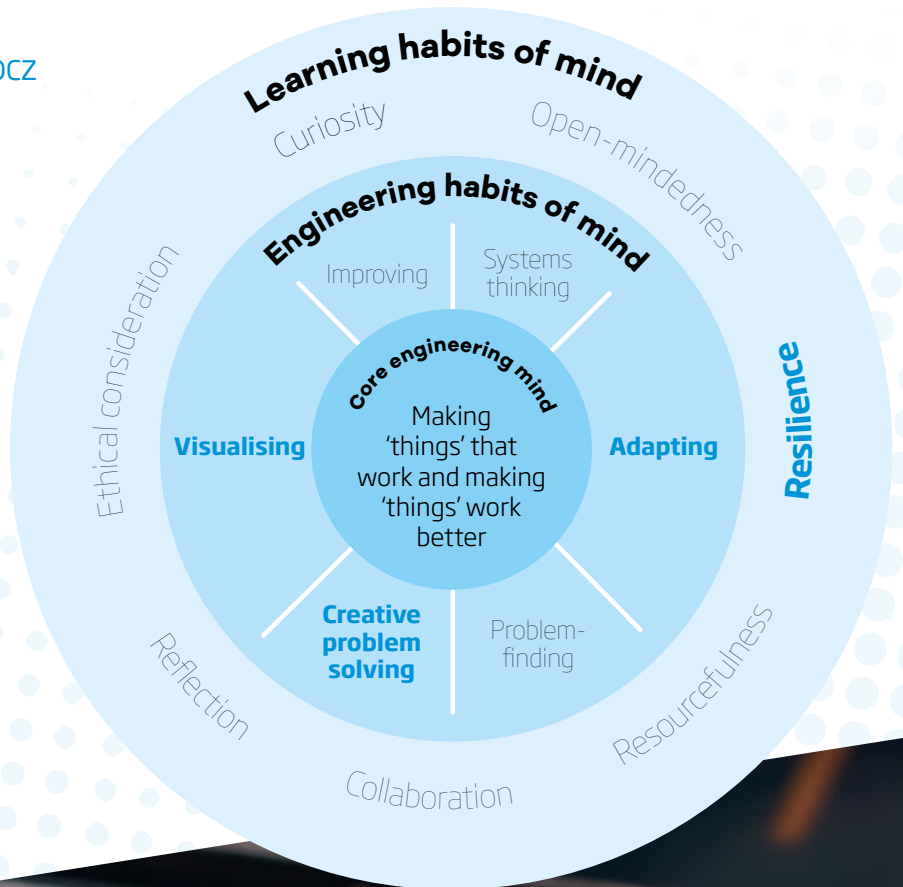 OCZ
Learning habits of mind
Curiosity
Open-mindedness
Engineering habits of mind
Improving
Systems
thinking
Ethical consideration
Core engineering mind
Making
‘things’ that
work and making
‘things’ work
better
Visualising
Adapting
Resilience
Creative
problem
solving
Problem-
finding
Reflection
Resourcefulness
Collaboration